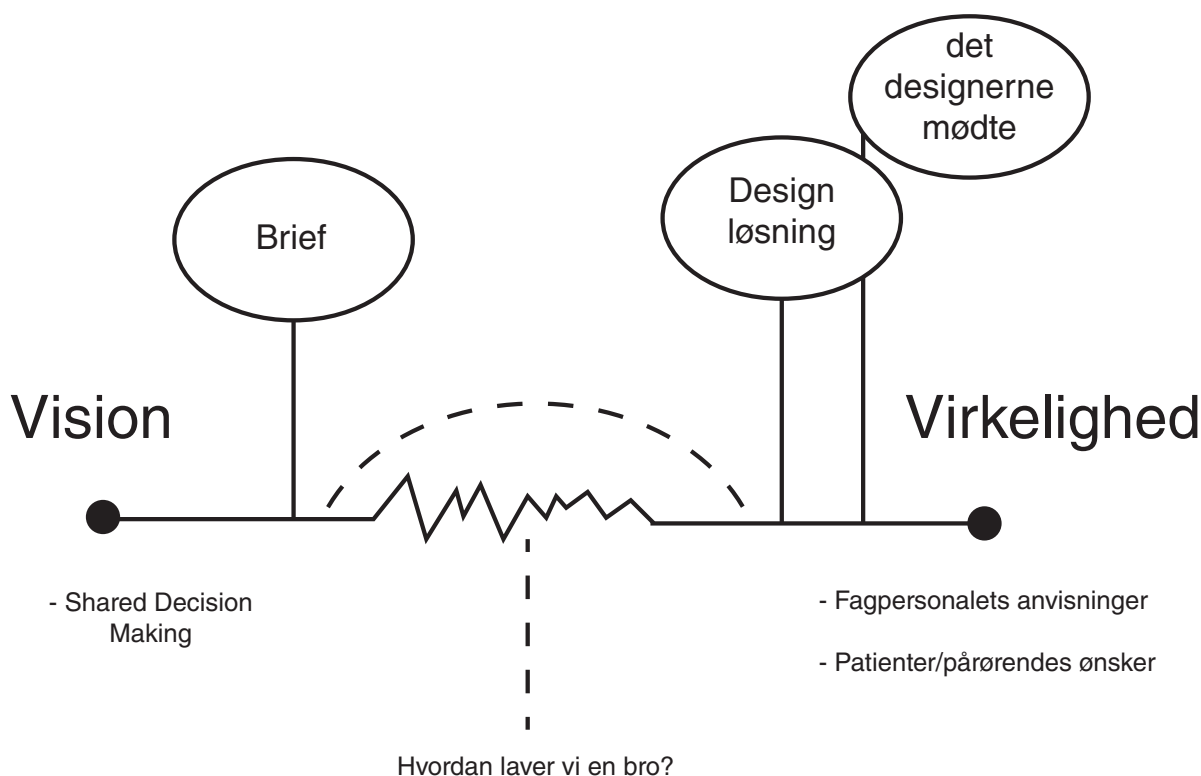 det
designerne
mødte
Design
løsning
Brief
Vision
Virkelighed
- Shared Decision
Making
- Fagpersonalets anvisninger
- Patienter/pårørendes ønsker
Hvordan laver vi en bro?